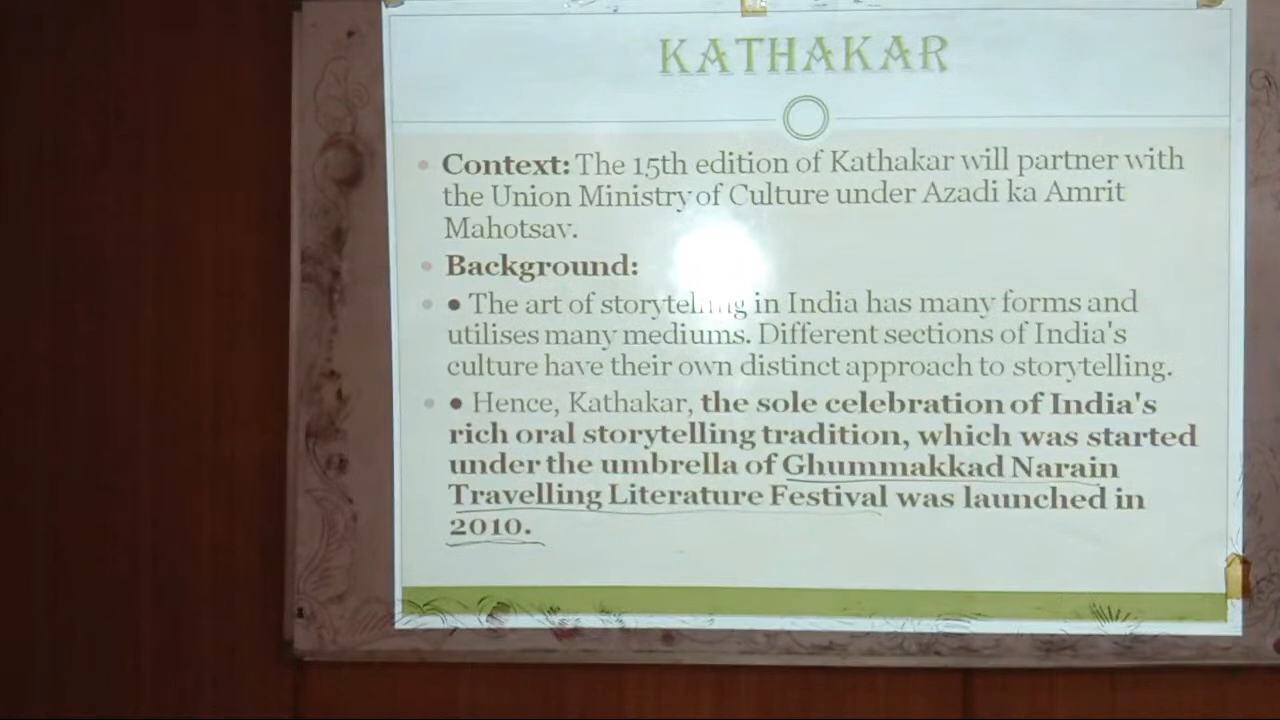 KATHAKAR
• Context: The 15th edition of Kathakar will partner with
the Union Ministry of Culture under Azadi ka Amrit
Mahotsav.
• Background:
• ● The art of storytelling in India has many forms and
utilises many mediums. Different sections of India's
culture have their own distinct approach to storytelling.
• ● Hence, Kathakar, the sole celebration of India's
rich oral storytelling tradition, which was started
under the umbrella of Ghummakkad Narain
Travelling Literature Festival was launched in
2010.